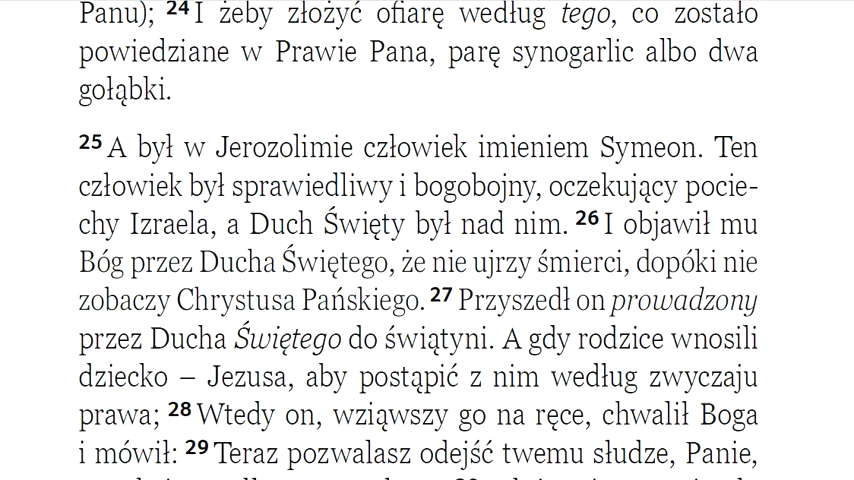 Panu); 24 I żeby złożyć ofiarę według tego, co zostało
powiedziane w Prawie Pana, parę synogarlic albo dwa
gołąbki.
25 A był w Jerozolimie człowiek imieniem Symeon. Ten
człowiek był sprawiedliwy i bogobojny, oczekujący pocie-
chy Izraela, a Duch Święty był nad nim. 26 I objawił mu
Bóg przez Ducha Świętego, że nie ujrzy śmierci, dopóki nie
zobaczy Chrystusa Pańskiego. 27 Przyszedł on prowadzony
przez Ducha Świętego do świątyni. A gdy rodzice wnosili
dziecko – Jezusa, aby postąpić z nim według zwyczaju
prawa; 28 Wtedy on, wziąwszy go na ręce, chwalił Boga
i mówił: 29 Teraz pozwalasz odejść twemu słudze, Panie,